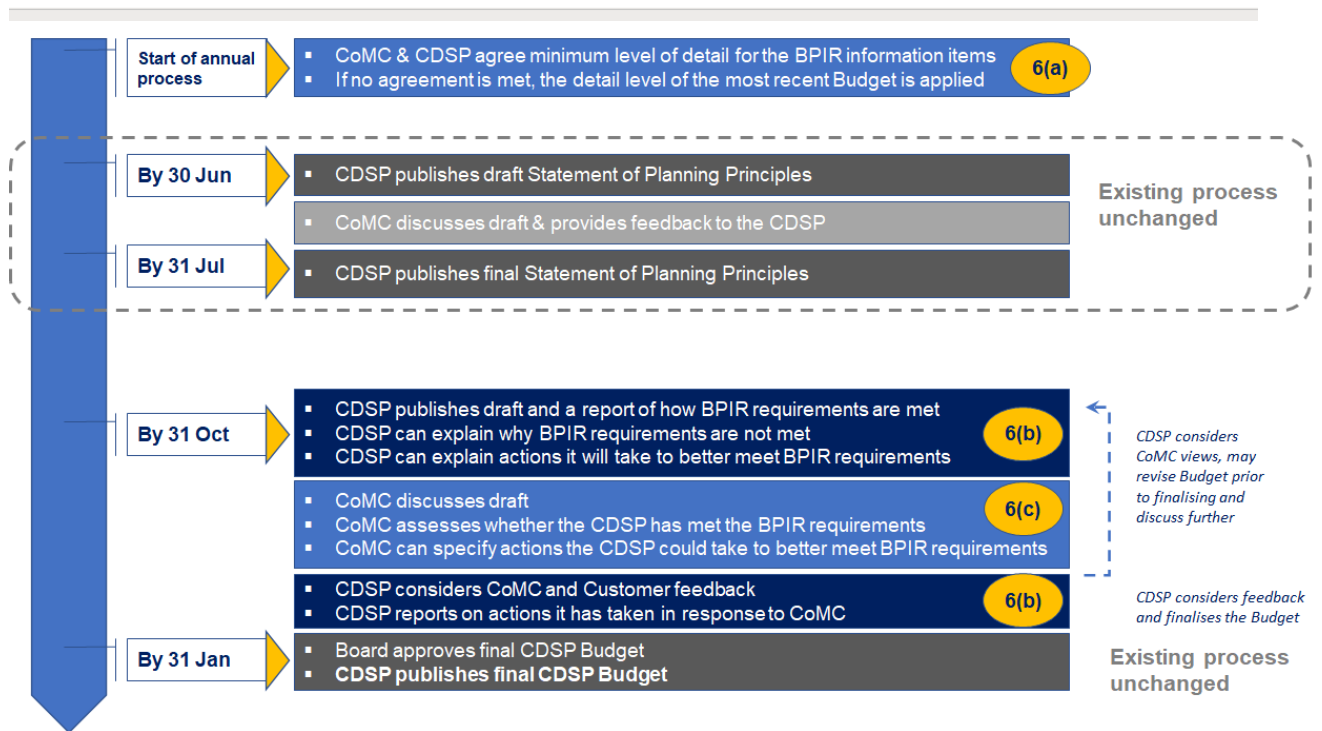 Start of annual
process
▪ CoMC & CDSP agree minimum level of detail for the BPIR information items
▪ If no agreement is met, the detail level of the most recent Budget is applied
6(a)
By 30 Jun
▪ CDSP publishes draft Statement of Planning Principles
▪ CoMC discusses draft & provides feedback to the CDSP
By 31 Jul
▪ CDSP publishes final Statement of Planning Principles
Existing process
unchanged
By 31 Oct
▪ CDSP publishes draft and a report of how BPIR requirements are met
▪ CDSP can explain why BPIR requirements are not met
▪ CDSP can explain actions it will take to better meet BPIR requirements
6(b)
▪ CoMC discusses draft
▪ CoMC assesses whether the CDSP has met the BPIR requirements
▪ CoMC can specify actions the CDSP could take to better meet BPIR requirements
6(c)
CDSP considers
CoMC views, may
revise Budget prior
to finalising and
discuss further
▪ CDSP considers CoMC and Customer feedback
▪ CDSP reports on actions it has taken in response to CoMC
6(b)
CDSP considers feedback
and finalises the Budget
By 31 Jan
▪ Board approves final CDSP Budget
▪ CDSP publishes final CDSP Budget
Existing process
unchanged